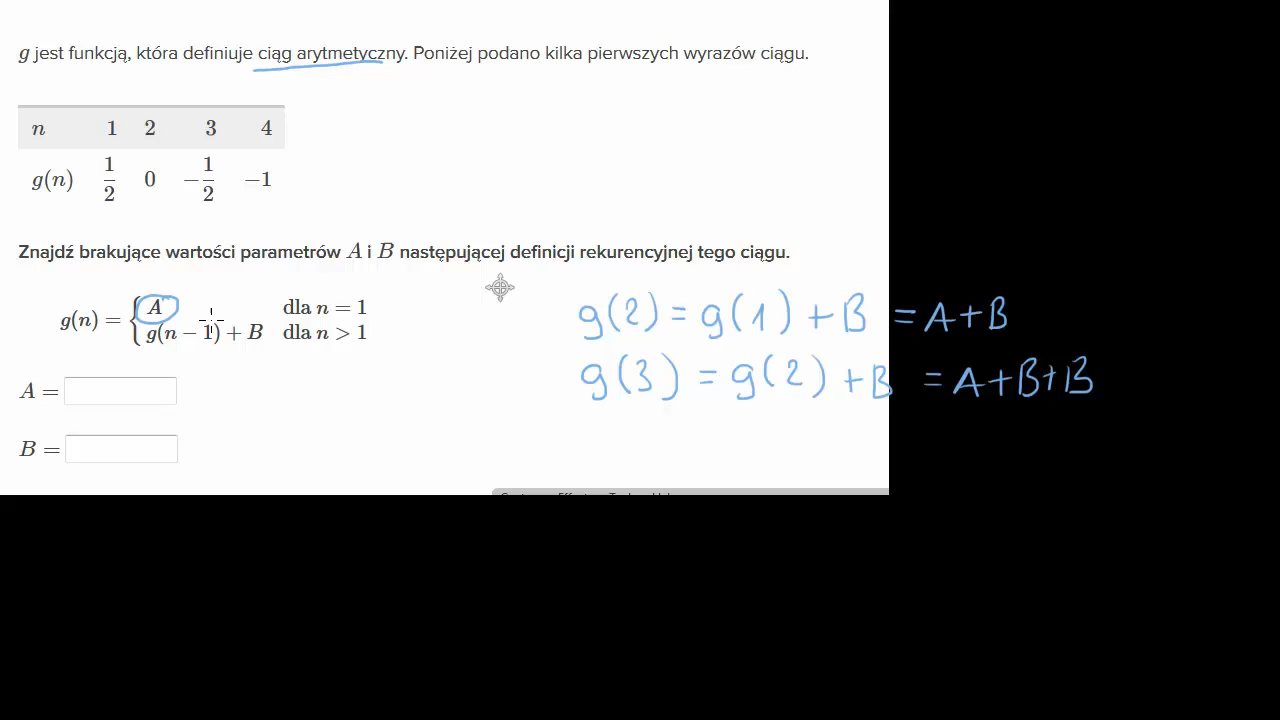 g jest funkcją, która definiuje ciąg arytmetyczny. Poniżej podano kilka pierwszych wyrazów ciągu.
n 1 2 3 4
g(n) 1/2 0 -1/2 -1
Znajdź brakujące wartości parametrów A i B następującej definicji rekurencyjnej tego ciągu.
g(n) = { A dla n = 1
g(n − 1) + B dla n > 1
A =
B =
g(2) = g(1) + B = A + B
g(3) = g(2) + B = A + B + B